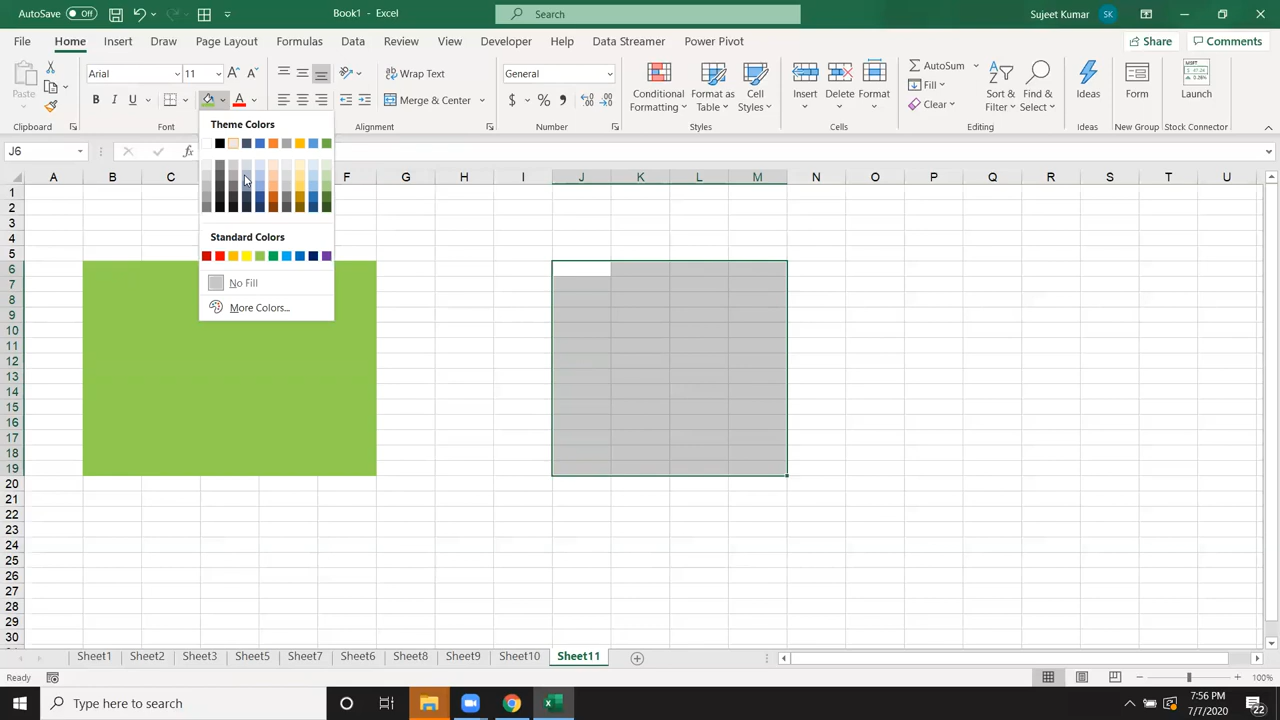 AutoSave Off Book1 - Excel Search Sujeet Kumar SK
File Home Insert Draw Page Layout Formulas Data Review View Developer Help Data Streamer Power Pivot Share Comments
Paste Arial 11 Wrap Text General Conditional Formatting Format as Table Cell Styles Insert Delete Format AutoSum Fill Clear Sort & Filter Find & Select Ideas Form Launch
B I U A Merge & Center $ %
Clipboard Font Alignment Number Styles Cells Editing Ideas Form Stock Connector
J6 fx
Theme Colors
Standard Colors
No Fill
More Colors...
A B C F G H I J K L M N O P Q R S T U
1
2
3
4
5
6
7
8
9
10
11
12
13
14
15
16
17
18
19
20
21
22
23
24
25
26
27
28
29
30
Sheet1 Sheet2 Sheet3 Sheet5 Sheet7 Sheet6 Sheet8 Sheet9 Sheet10 Sheet11
Ready 100%
Type here to search 7:56 PM
7/7/2020 22